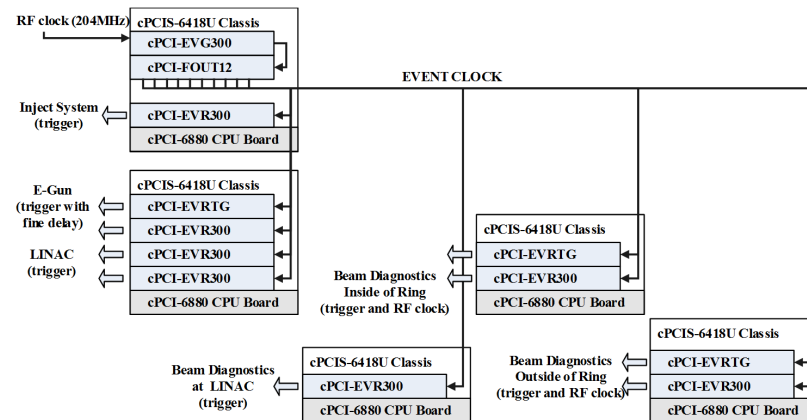 RF clock (204MHz)
cPCIS-6418U Classis
cPCI-EVG300
cPCI-FOUT12
EVENT CLOCK
Inject System
(trigger)
cPCI-EVR300
cPCI-6880 CPU Board
cPCIS-6418U Classis
E-Gun
(trigger with
fine delay)
LINAC
(trigger)
cPCI-EVRTG
cPCI-EVR300
cPCI-EVR300
cPCI-EVR300
cPCI-6880 CPU Board
cPCIS-6418U Classis
cPCI-EVRTG
cPCI-EVR300
cPCI-6880 CPU Board
Beam Diagnostics
Inside of Ring
(trigger and RF clock)
cPCIS-6418U Classis
cPCI-EVR300
cPCI-6880 CPU Board
Beam Diagnostics
at LINAC
(trigger)
cPCIS-6418U Classis
cPCI-EVRTG
cPCI-EVR300
cPCI-6880 CPU Board
Beam Diagnostics
Outside of Ring
(trigger and RF clock)